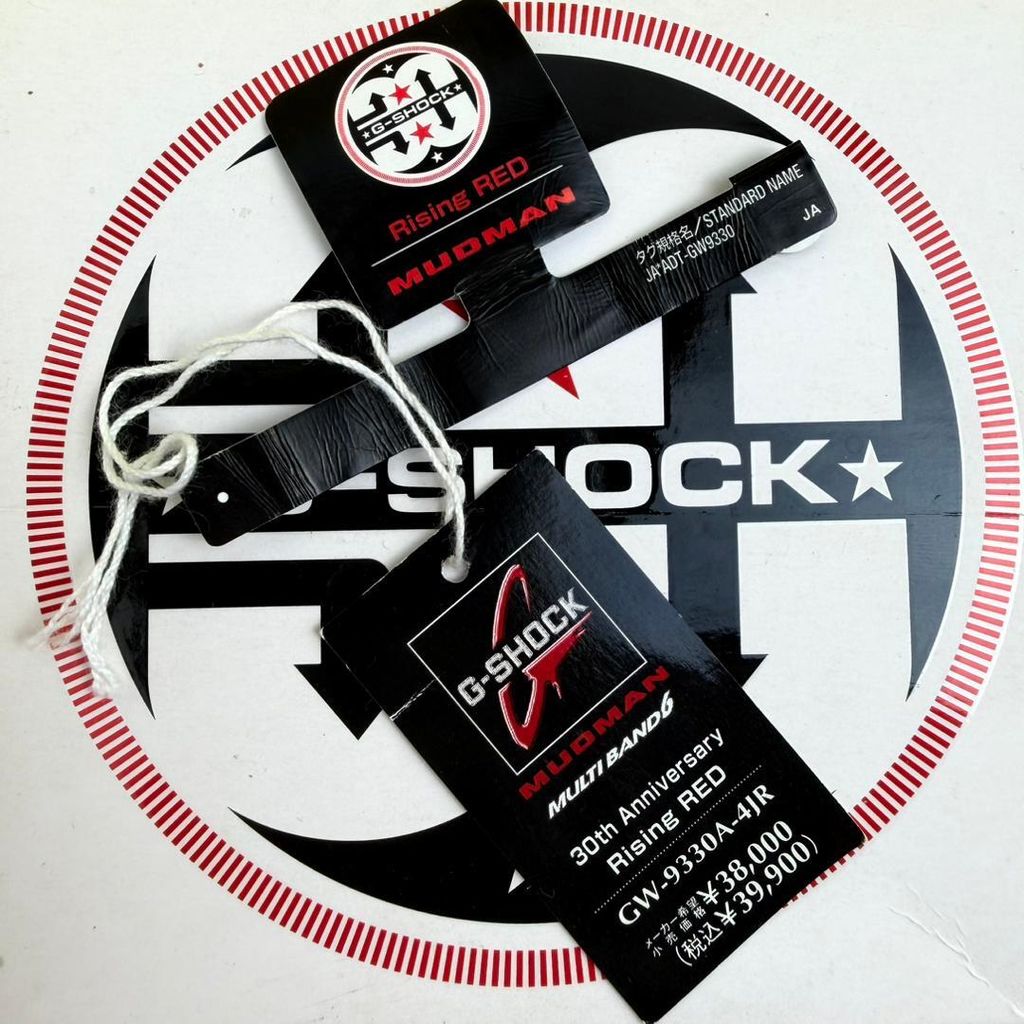 G-SHOCK
Rising RED
MUDMAN
タグ規格名/STANDARD NAME
JA*ADT-GW9330
JA
G-SHOCK
G-SHOCK
MUDMAN
MULTI BAND 6
30th Anniversary
Rising RED
GW-9330A-4JR
メーカー希望
小売価格 ¥38,000
(税込¥39,900)